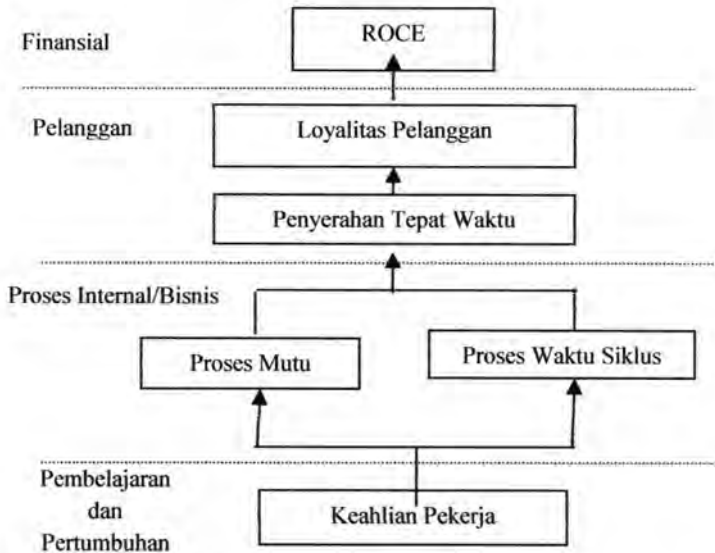 ROCE
Finansial
Pelanggan
Loyalitas Pelanggan
Penyerahan Tepat Waktu
Proses Internal/Bisnis
Proses Mutu
Proses Waktu Siklus
Pembelajaran
dan
Pertumbuhan
Keahlian Pekerja